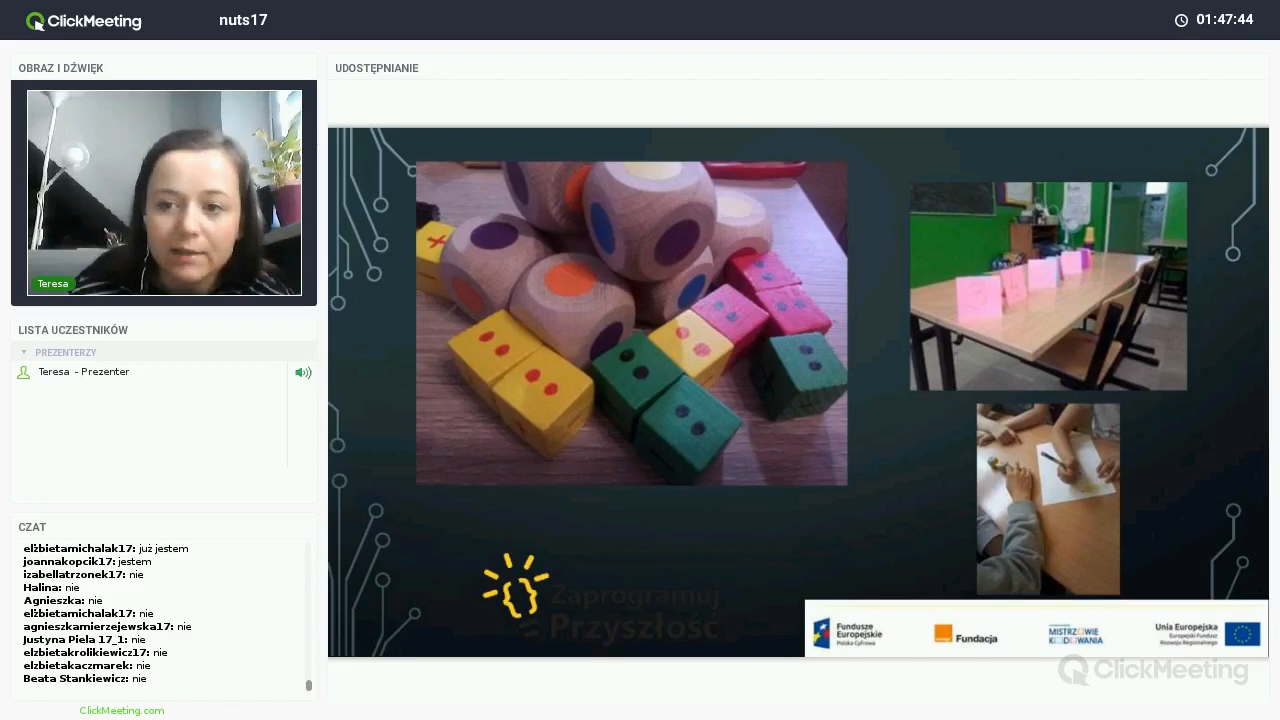 ClickMeeting
nuts17
01:47:44
OBRAZ I DŹWIĘK
UDOSTĘPNIANIE
Teresa
LISTA UCZESTNIKÓW
PREZENTERZY
Teresa - Prezenter
CZAT
elżbietamichalak17: już jestem
joannakopcik17: jestem
izabellatrzonek17: nie
Halina: nie
Agnieszka: nie
elżbietamichalak17: nie
agnieszkamierzejewska17: nie
Justyna Piela 17_1: nie
elzbietakrolikiewicz17: nie
elzbietakaczmarek: nie
Beata Stankiewicz: nie
ClickMeeting.com
Zaprogramuj
Przyszłość
Fundusze
Europejskie
Polska Cyfrowa
Fundacja
MISTRZOWIE
KODOWANIA
Unia Europejska
Europejski Fundusz
Rozwoju Regionalnego
ClickMeeting